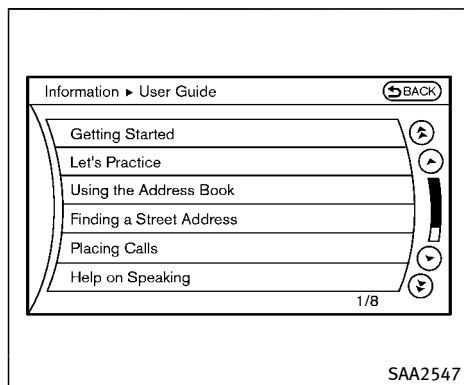 Information ▸ User Guide
BACK
Getting Started
Let's Practice
Using the Address Book
Finding a Street Address
Placing Calls
Help on Speaking
1/8
SAA2547